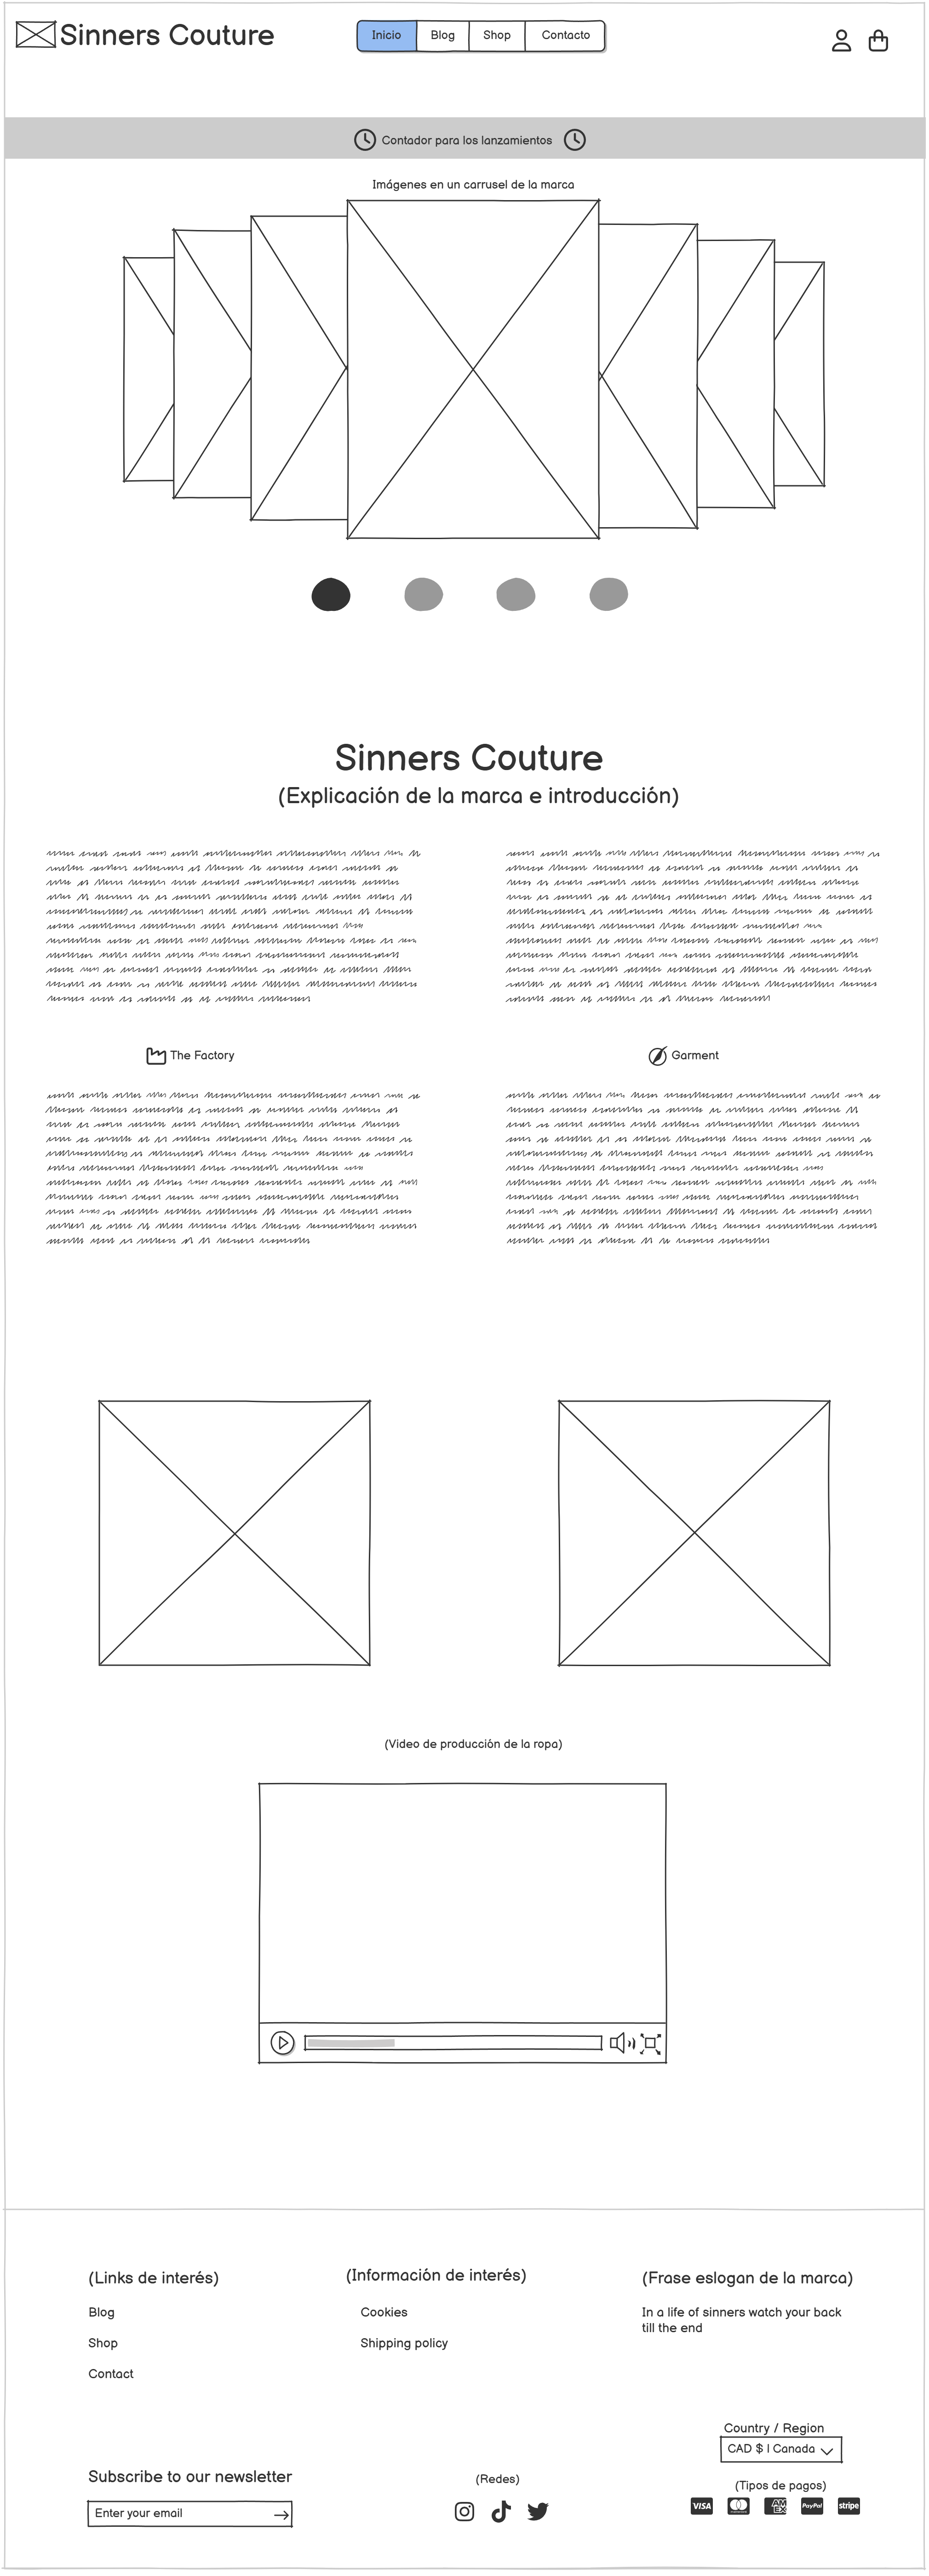 Sinners Couture
Inicio Blog Shop Contacto
Contador para los lanzamientos
Imágenes en un carrusel de la marca
Sinners Couture
(Explicación de la marca e introducción)
The Factory
Garment
(Video de producción de la ropa)
(Links de interés)
Blog
Shop
Contact
(Información de interés)
Cookies
Shipping policy
(Frase eslogan de la marca)
In a life of sinners watch your back
till the end
Country / Region
CAD $ | Canada
Subscribe to our newsletter
Enter your email
(Redes)
(Tipos de pagos)
VISA
AM
EX
PayPal
stripe